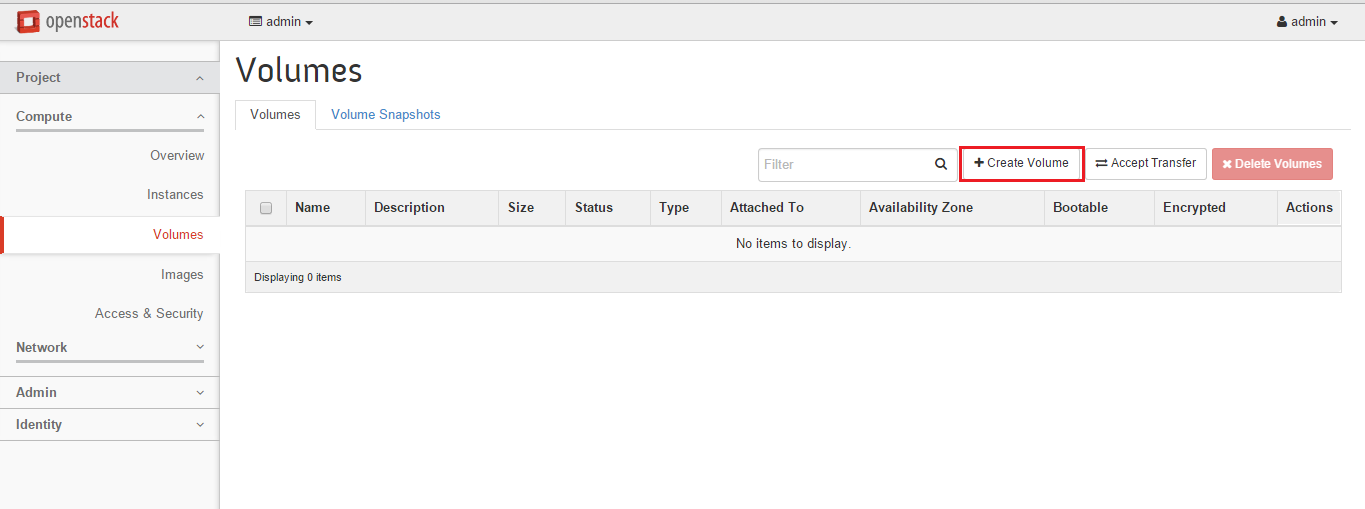 openstack
admin
admin
Project
Compute
Overview
Instances
Volumes
Images
Access & Security
Network
Admin
Identity
Volumes
Volumes Volume Snapshots
Filter Create Volume Accept Transfer Delete Volumes
Name Description Size Status Type Attached To Availability Zone Bootable Encrypted Actions
No items to display.
Displaying 0 items